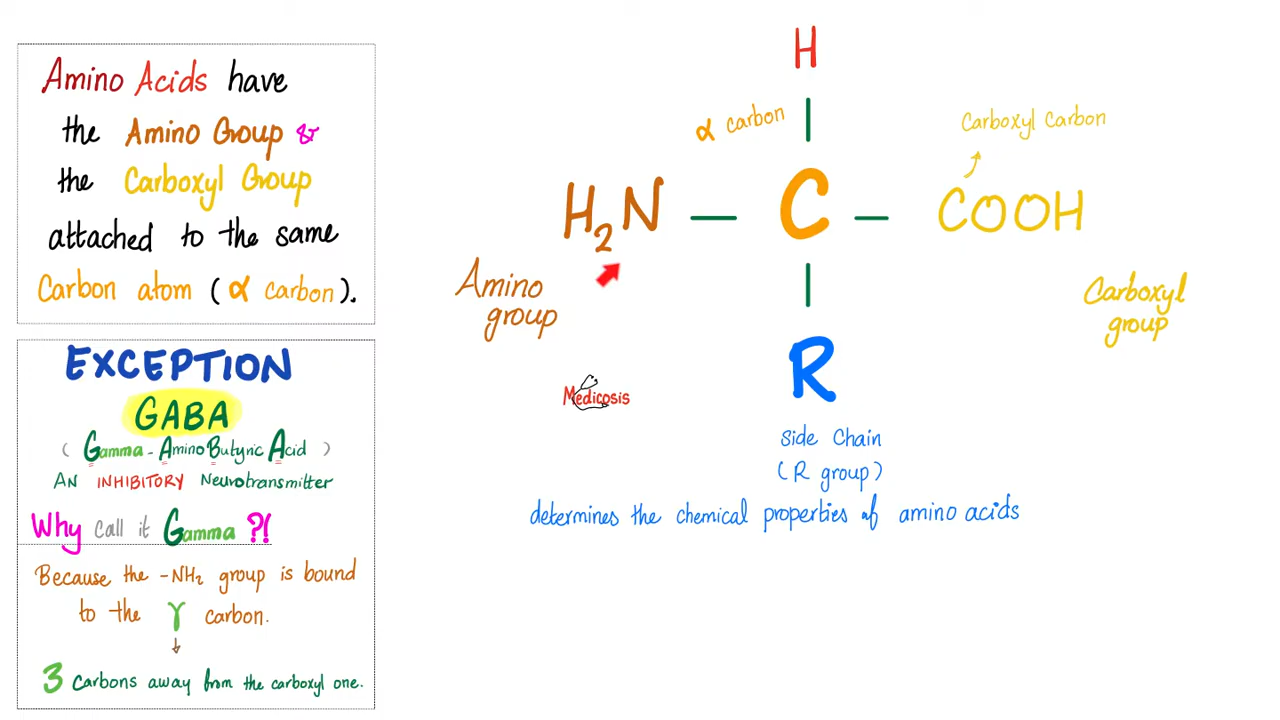 Amino Acids have
the Amino Group &
the Carboxyl Group
attached to the same
Carbon atom (α carbon).
EXCEPTION
GABA
(Gamma-AminoButyric Acid)
AN INHIBITORY Neurotransmitter
Why call it Gamma ?!
Because the -NH2 group is bound
to the γ carbon.
3 carbons away from the carboxyl one.
H
α carbon
Carboxyl Carbon
H2N — C — COOH
Amino
group
Carboxyl
group
R
Medicosis
side Chain
(R group)
determines the chemical properties of amino acids